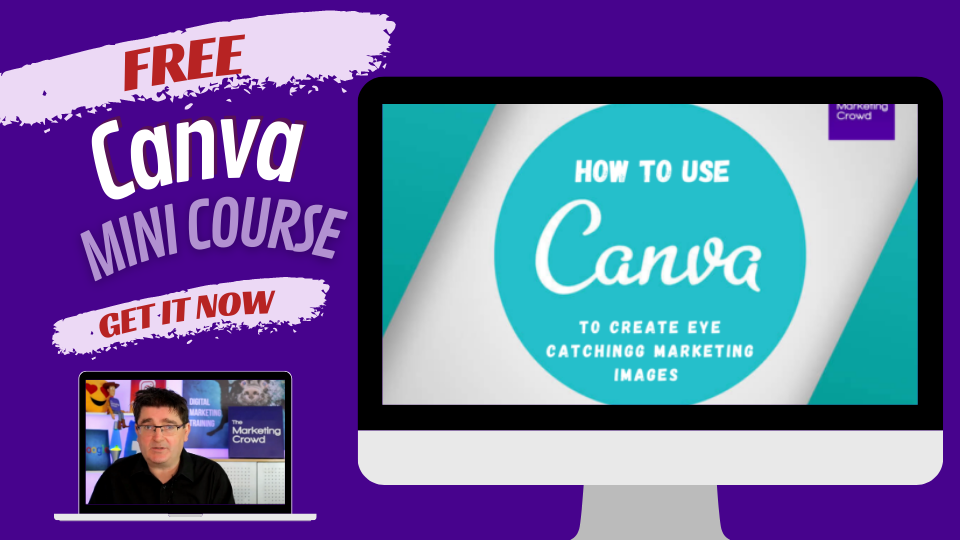 FREE
Canva
MINI COURSE
GET IT NOW
DIGITAL
MARKETING
TRAINING
The
Marketing
Crowd
Marketing
Crowd
HOW TO USE
Canva
TO CREATE EYE
CATCHINGG MARKETING
IMAGES